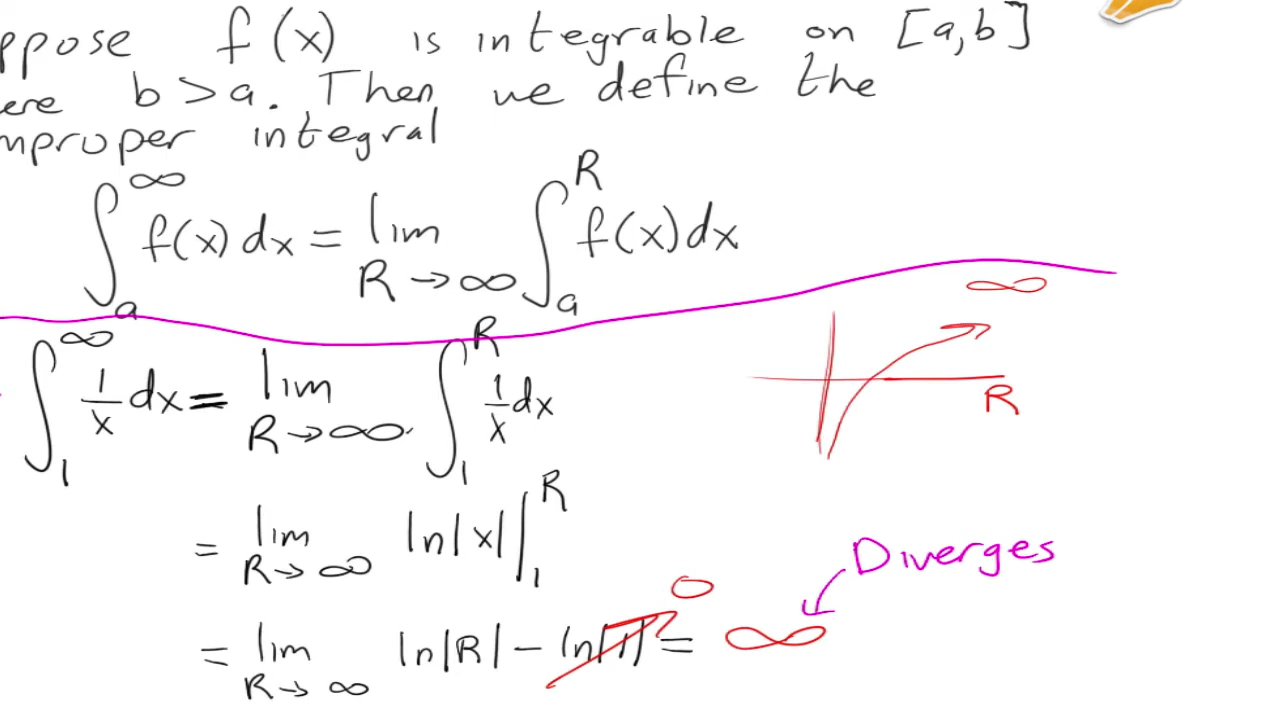 ppose f(x) is integrable on [a,b]
ere b>a. Then we define the
mproper integral
∫_a^∞ f(x) dx = lim_{R→∞} ∫_a^R f(x)dx
∞
R
∫_1^∞ 1/x dx = lim_{R→∞} ∫_1^R 1/x dx
= lim_{R→∞} ln|x| |_1^R
Diverges
0
= lim_{R→∞} ln|R| - ln|1| = ∞